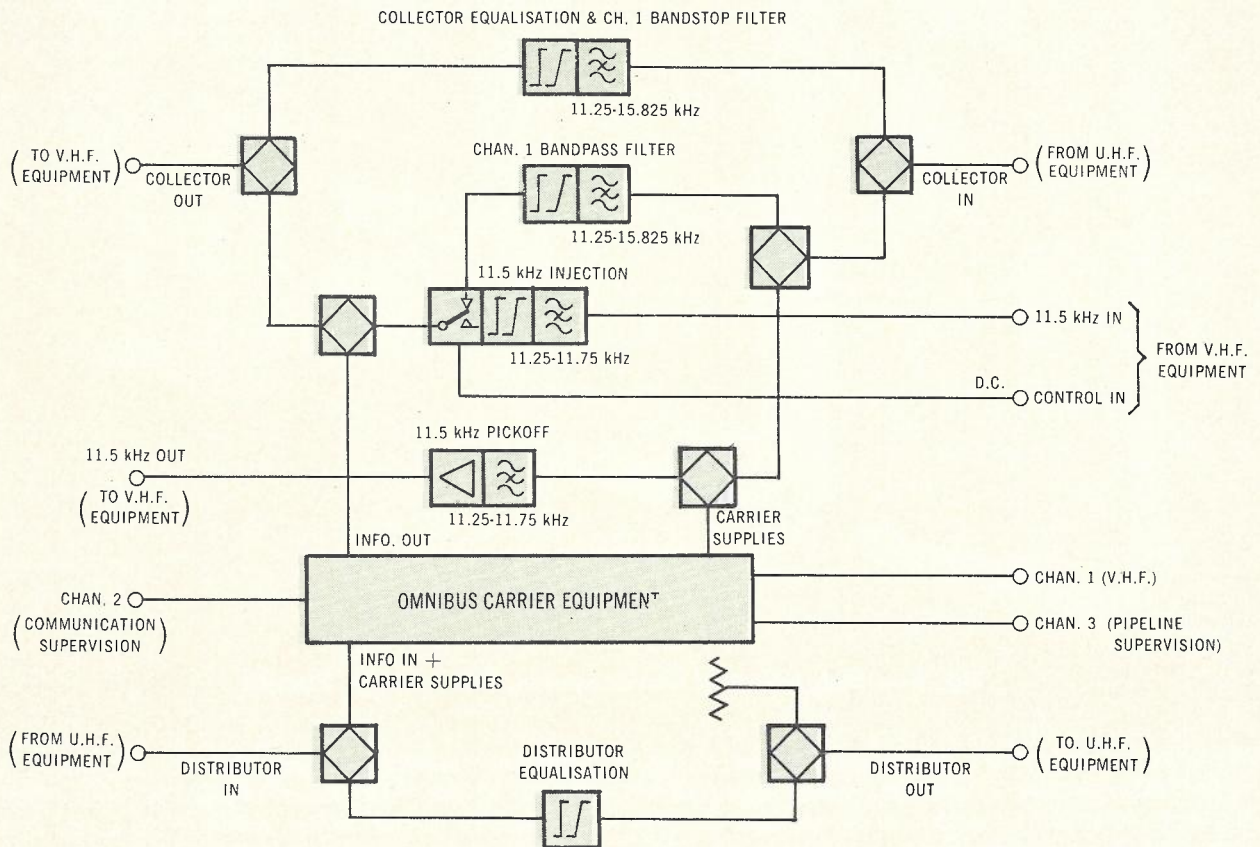 COLLECTOR EQUALISATION & CH. 1 BANDSTOP FILTER
11.25-15.825 kHz
(TO V.H.F. EQUIPMENT)
COLLECTOR
OUT
CHAN. 1 BANDPASS FILTER
11.25-15.825 kHz
(FROM U.H.F. EQUIPMENT)
COLLECTOR
IN
11.5 kHz INJECTION
11.25-11.75 kHz
11.5 kHz IN
D.C.
CONTROL IN
FROM V.H.F.
EQUIPMENT
11.5 kHz PICKOFF
11.25-11.75 kHz
11.5 kHz OUT
(TO V.H.F. EQUIPMENT)
INFO. OUT
CARRIER
SUPPLIES
OMNIBUS CARRIER EQUIPMENT
CHAN. 2
(COMMUNICATION SUPERVISION)
CHAN. 1 (V.H.F.)
CHAN. 3 (PIPELINE
SUPERVISION)
INFO IN +
CARRIER SUPPLIES
(FROM U.H.F. EQUIPMENT)
DISTRIBUTOR
IN
DISTRIBUTOR
EQUALISATION
DISTRIBUTOR
OUT
(TO. U.H.F. EQUIPMENT)